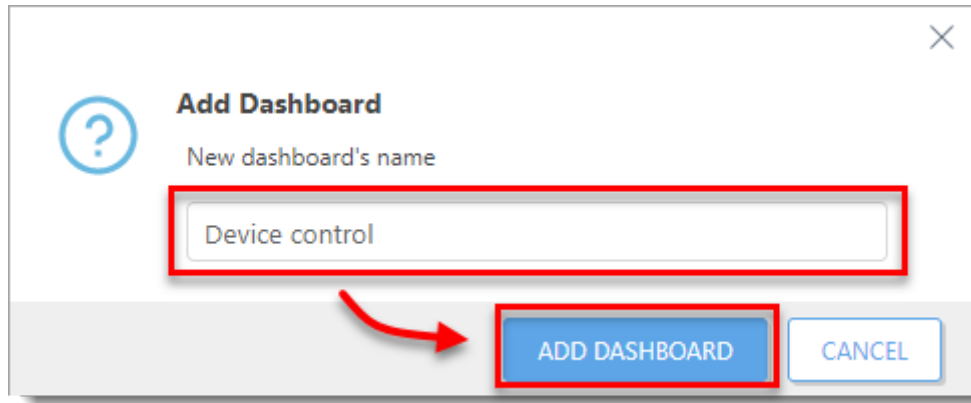 Add Dashboard
New dashboard's name
Device control
ADD DASHBOARD
CANCEL